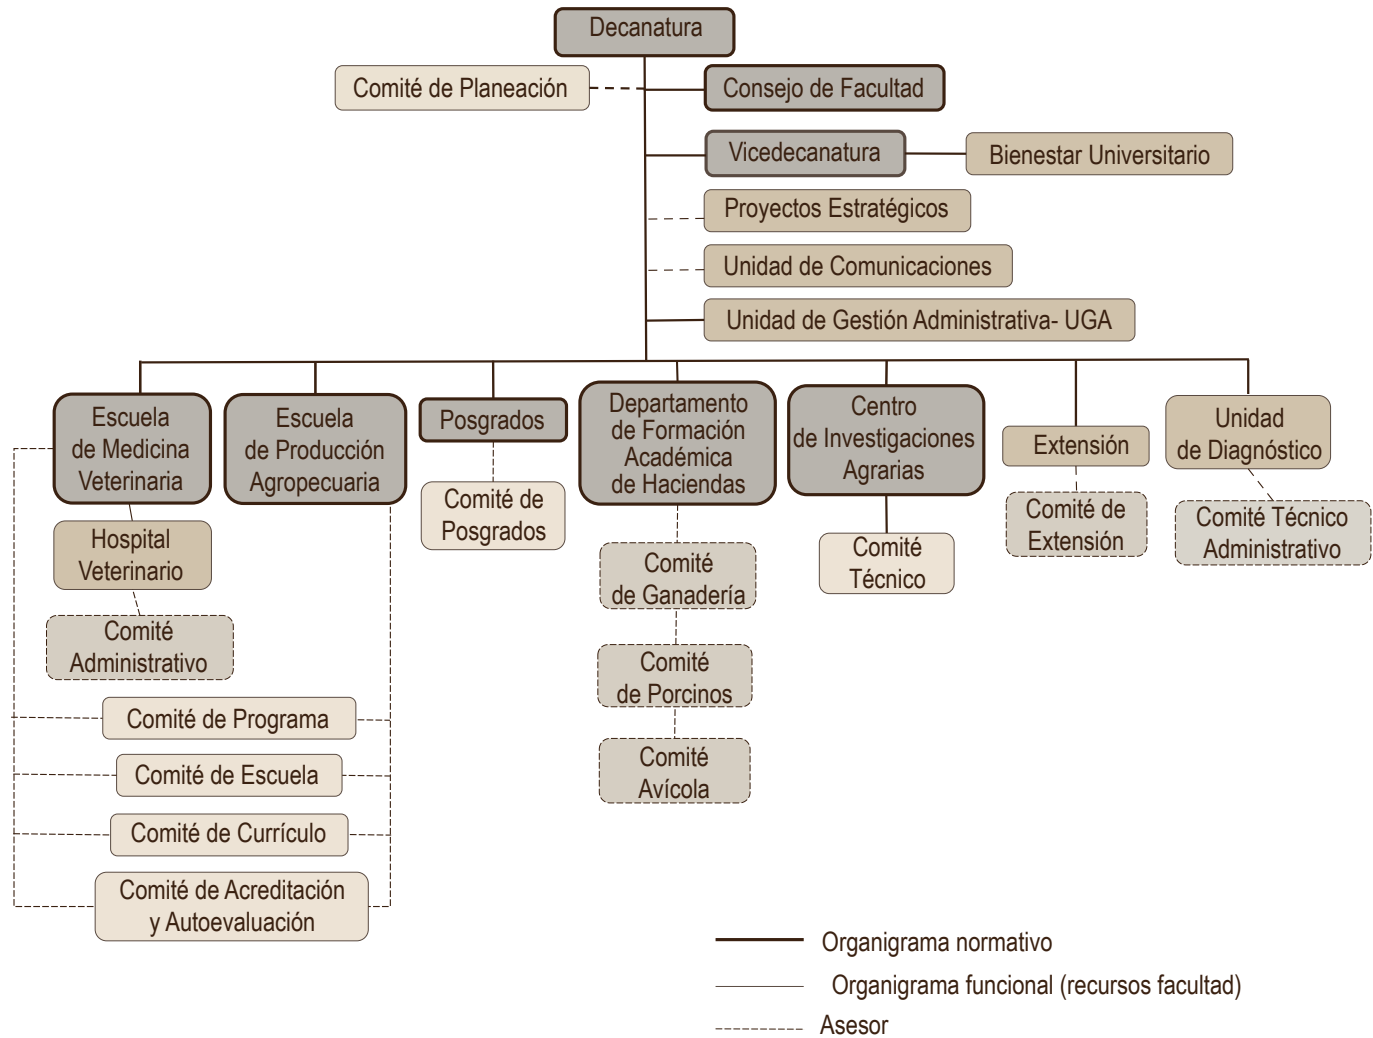 Decanatura
Comité de Planeación
Consejo de Facultad
Vicedecanatura
Bienestar Universitario
Proyectos Estratégicos
Unidad de Comunicaciones
Unidad de Gestión Administrativa- UGA
Escuela
de Medicina
Veterinaria
Escuela
de Producción
Agropecuaria
Posgrados
Departamento
de Formación
Académica
de Haciendas
Centro
de Investigaciones
Agrarias
Extensión
Unidad
de Diagnóstico
Hospital
Veterinario
Comité de
Posgrados
Comité
de Ganadería
Comité
Técnico
Comité de
Extensión
Comité Técnico
Administrativo
Comité
Administrativo
Comité
de Porcinos
Comité
Avícola
Comité de Programa
Comité de Escuela
Comité de Currículo
Comité de Acreditación
y Autoevaluación
Organigrama normativo
Organigrama funcional (recursos facultad)
Asesor